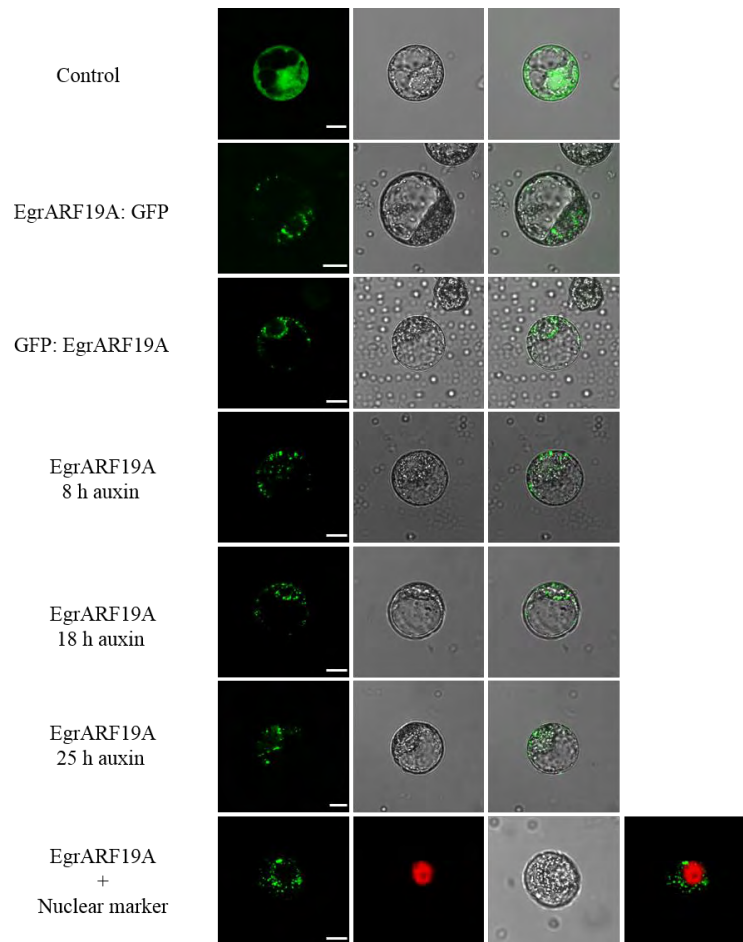 Control
EgrARF19A: GFP
GFP: EgrARF19A
EgrARF19A
8 h auxin
EgrARF19A
18 h auxin
EgrARF19A
25 h auxin
EgrARF19A
+
Nuclear marker